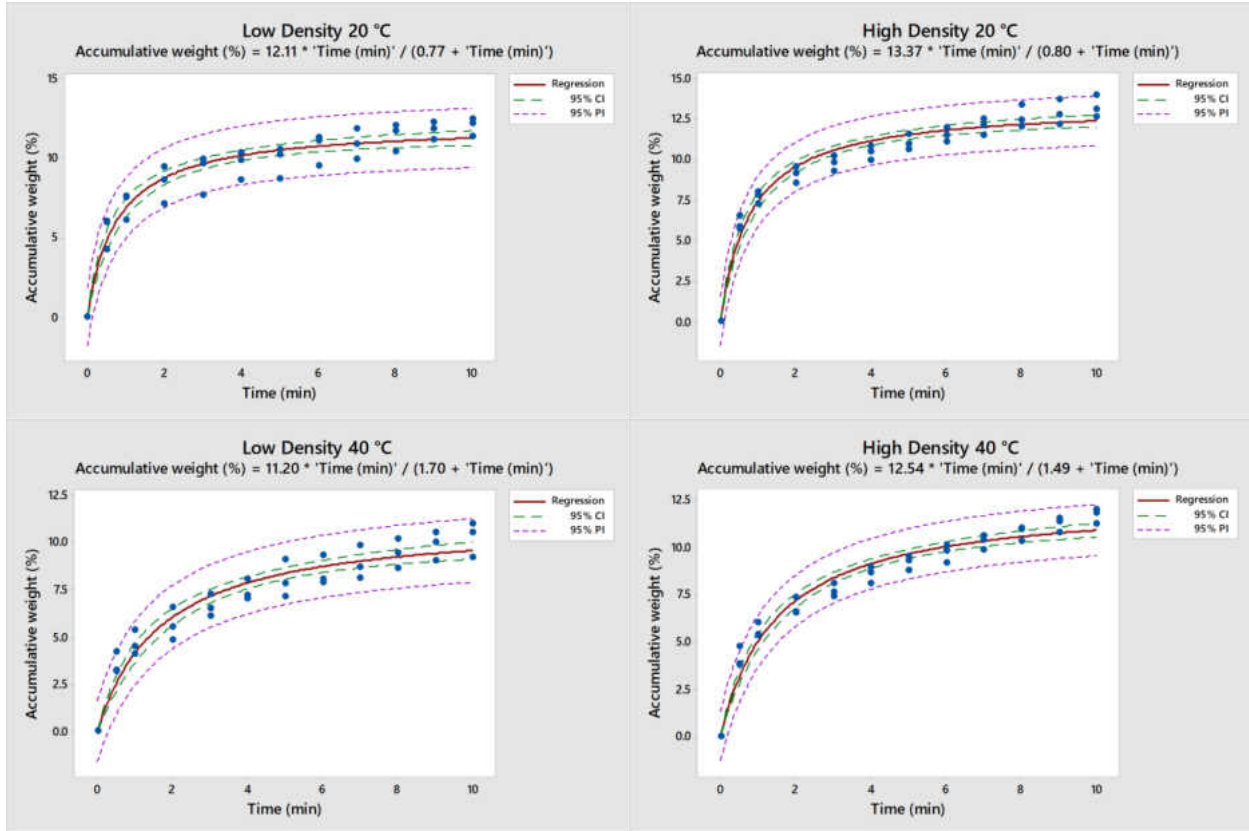 Low Density 20 °C
Accumulative weight (%) = 12.11 * 'Time (min)' / (0.77 + 'Time (min)')
15
10
5
0
Accumulative weight (%)
0 2 4 6 8 10
Time (min)
Regression
95% CI
95% PI
High Density 20 °C
Accumulative weight (%) = 13.37 * 'Time (min)' / (0.80 + 'Time (min)')
15.0
12.5
10.0
7.5
5.0
2.5
0.0
Accumulative weight (%)
0 2 4 6 8 10
Time (min)
Regression
95% CI
95% PI
Low Density 40 °C
Accumulative weight (%) = 11.20 * 'Time (min)' / (1.70 + 'Time (min)')
12.5
10.0
7.5
5.0
2.5
0.0
Accumulative weight (%)
0 2 4 6 8 10
Time (min)
Regression
95% CI
95% PI
High Density 40 °C
Accumulative weight (%) = 12.54 * 'Time (min)' / (1.49 + 'Time (min)')
12.5
10.0
7.5
5.0
2.5
0.0
Accumulative weight (%)
0 2 4 6 8 10
Time (min)
Regression
95% CI
95% PI